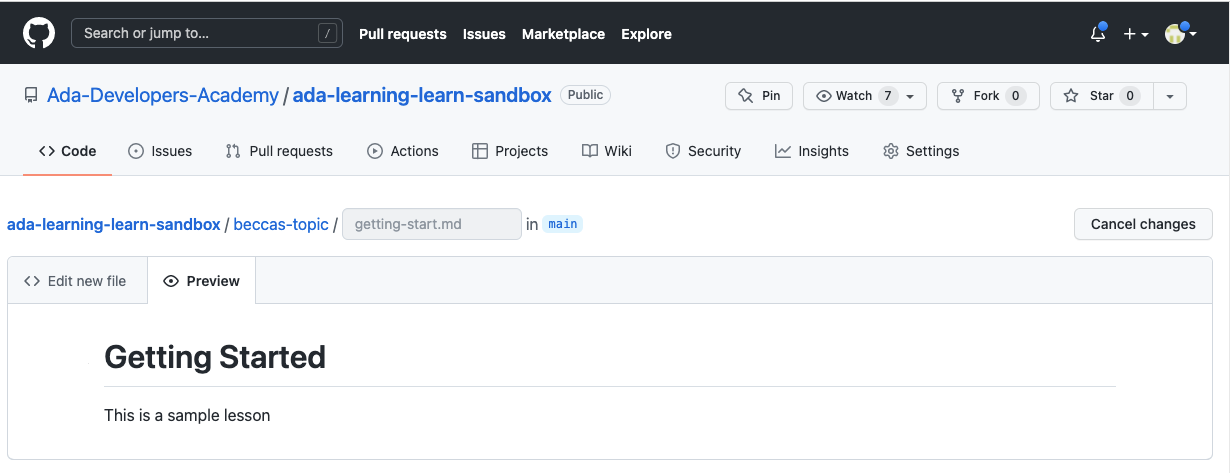 Search or jump to... / Pull requests Issues Marketplace Explore
Ada-Developers-Academy / ada-learning-learn-sandbox Public Pin Watch 7 Fork 0 Star 0
Code Issues Pull requests Actions Projects Wiki Security Insights Settings
ada-learning-learn-sandbox / beccas-topic / getting-start.md in main Cancel changes
Edit new file Preview
Getting Started
This is a sample lesson